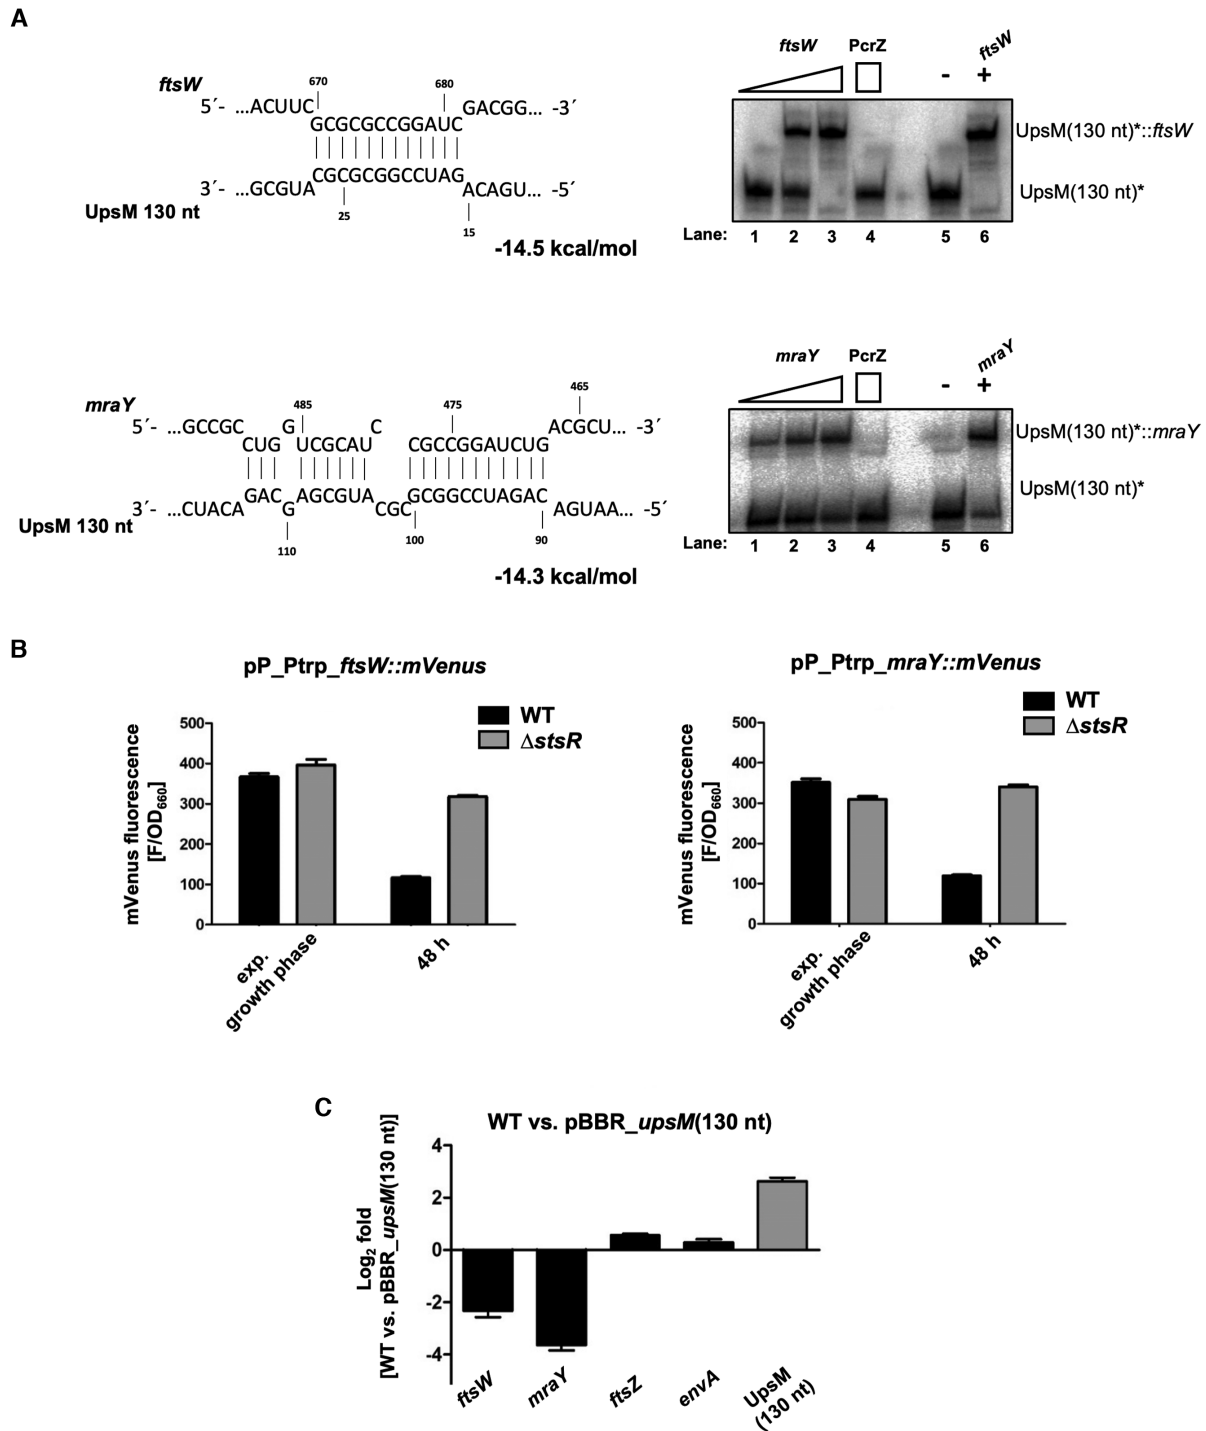 A
ftsW
670
680
5´- ...ACUUC
GACGG... -3´
GCGCGCCGGAUC
CGCGCGGCCUAG
3´- ...GCGUA
ACAGU... -5´
UpsM 130 nt
25
15
-14.5 kcal/mol
ftsW PcrZ - + ftsW
UpsM(130 nt)*::ftsW
UpsM(130 nt)*
Lane: 1 2 3 4 5 6
mraY
485
475
465
5´- ...GCCGC
G
C
ACGCU... -3´
CUG UCGCAU CGCCGGAUCUG
GAC AGCGUA GCGGCCUAGAC
3´- ...CUACA
G
CGC
AGUAA... -5´
UpsM 130 nt
110
100
90
-14.3 kcal/mol
mraY PcrZ - + mraY
UpsM(130 nt)*::mraY
UpsM(130 nt)*
Lane: 1 2 3 4 5 6
B
pP_Ptrp_ftsW::mVenus
WT
ΔstsR
mVenus fluorescence
[F/OD660]
500
400
300
200
100
0
exp.
growth phase
48 h
pP_Ptrp_mraY::mVenus
WT
ΔstsR
mVenus fluorescence
[F/OD660]
500
400
300
200
100
0
exp.
growth phase
48 h
C
WT vs. pBBR_upsM(130 nt)
Log2 fold
[WT vs. pBBR_upsM(130 nt)]
4
2
0
-2
-4
ftsW
mraY
ftsZ
envA
UpsM
(130 nt)